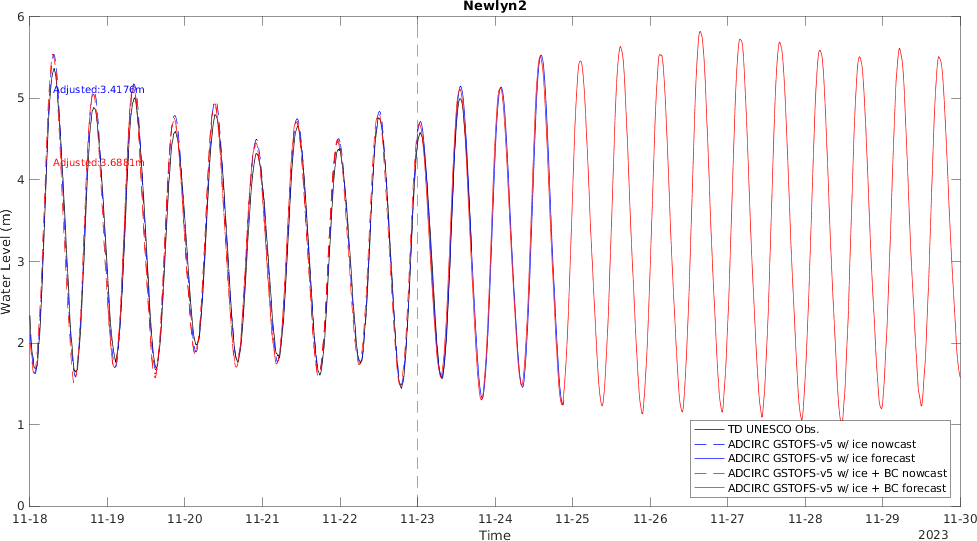 Newlyn2
6
5
4
3
2
1
0
Water Level (m)
Adjusted:3.4176m
Adjusted:3.6881m
TD UNESCO Obs.
ADCIRC GSTOFS-v5 w/ ice nowcast
ADCIRC GSTOFS-v5 w/ ice forecast
ADCIRC GSTOFS-v5 w/ ice + BC nowcast
ADCIRC GSTOFS-v5 w/ ice + BC forecast
11-18 11-19 11-20 11-21 11-22 11-23 11-24 11-25 11-26 11-27 11-28 11-29 11-30
Time
2023